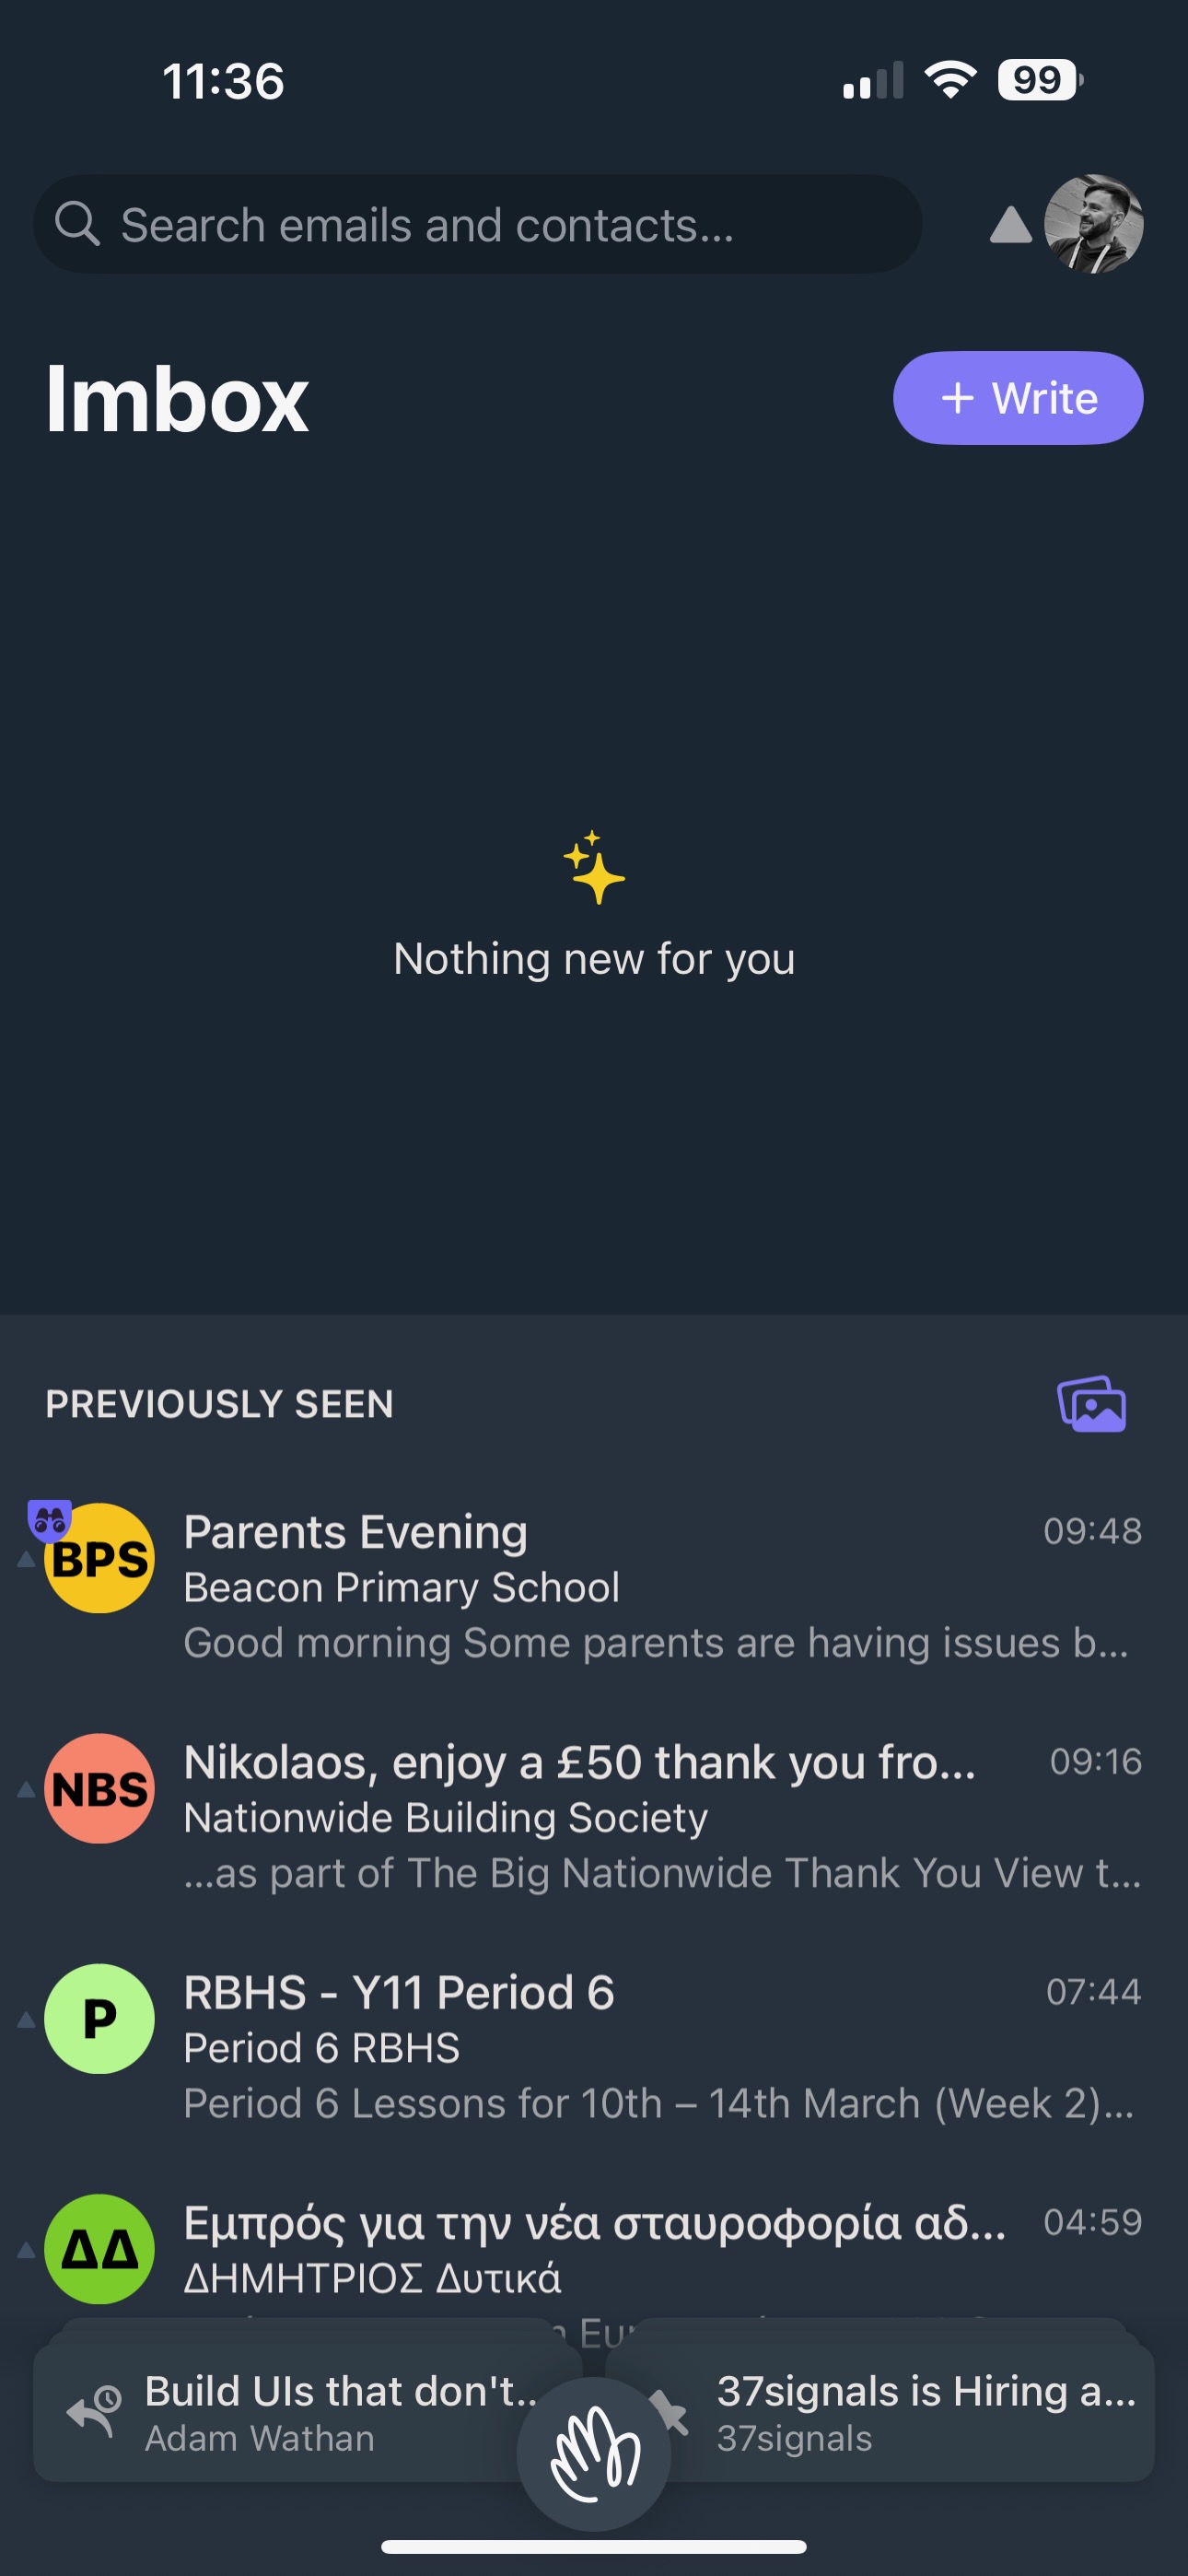 11:36
99
Search emails and contacts...
Imbox
+ Write
Nothing new for you
PREVIOUSLY SEEN
BPS
Parents Evening
09:48
Beacon Primary School
Good morning Some parents are having issues b...
NBS
Nikolaos, enjoy a £50 thank you fro...
09:16
Nationwide Building Society
...as part of The Big Nationwide Thank You View t...
P
RBHS - Y11 Period 6
07:44
Period 6 RBHS
Period 6 Lessons for 10th – 14th March (Week 2)...
ΔΔ
Εμπρός για την νέα σταυροφορία αδ...
04:59
ΔΗΜΗΤΡΙΟΣ Δυτικά
Build UIs that don't...
Adam Wathan
37signals is Hiring a...
37signals